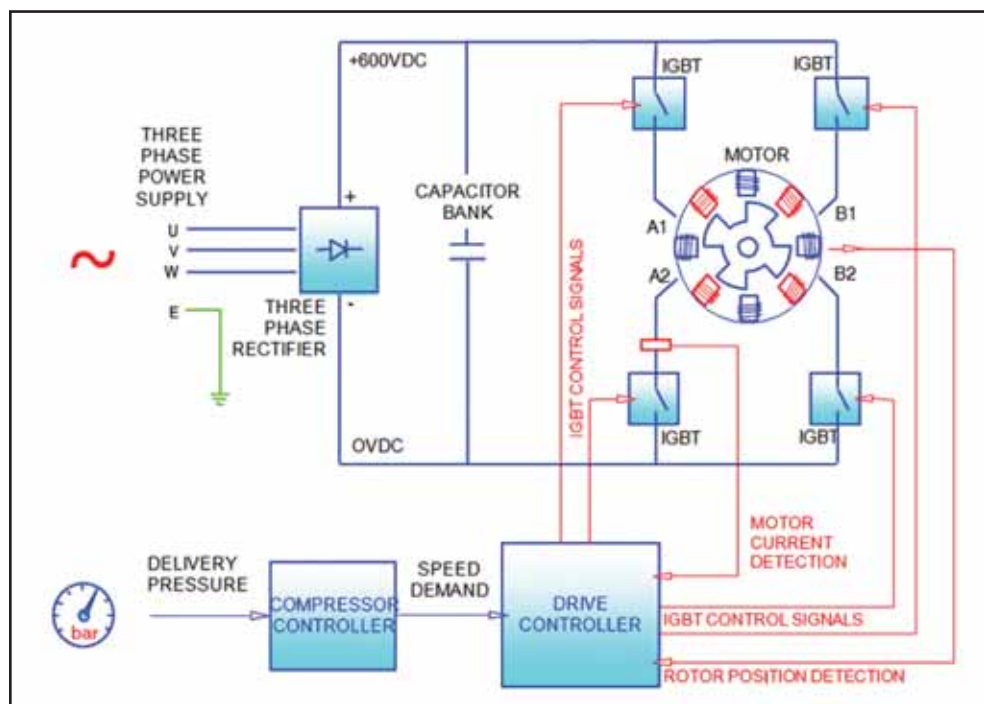 +600VDC
IGBT
IGBT
THREE
PHASE
POWER
SUPPLY
U
V
W
E
+
-
THREE
PHASE
RECTIFIER
CAPACITOR
BANK
MOTOR
A1
B1
A2
B2
IGBT CONTROL SIGNALS
IGBT
IGBT
OVDC
MOTOR
CURRENT
DETECTION
DELIVERY
PRESSURE
SPEED
DEMAND
bar
COMPRESSOR
CONTROLLER
DRIVE
CONTROLLER
IGBT CONTROL SIGNALS
ROTOR POSITION DETECTION